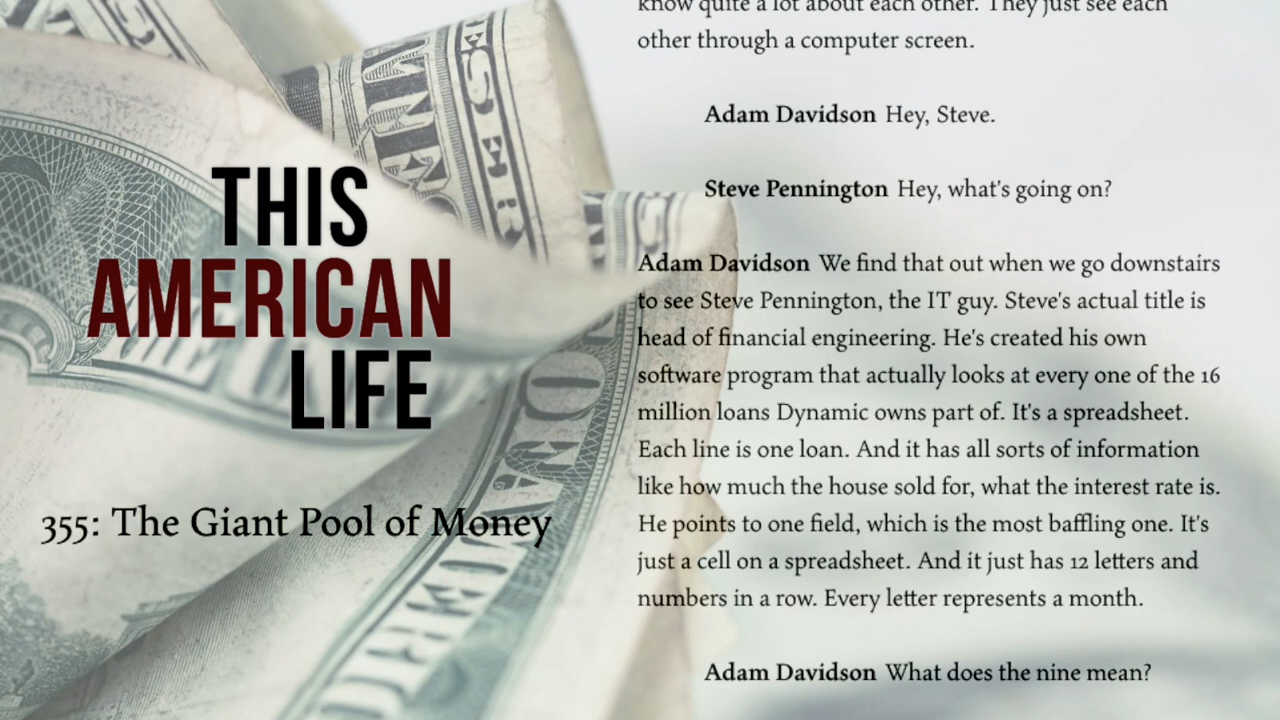 THIS
AMERICAN
LIFE
355: The Giant Pool of Money
know quite a lot about each other. They just see each
other through a computer screen.
Adam Davidson Hey, Steve.
Steve Pennington Hey, what's going on?
Adam Davidson We find that out when we go downstairs
to see Steve Pennington, the IT guy. Steve's actual title is
head of financial engineering. He's created his own
software program that actually looks at every one of the 16
million loans Dynamic owns part of. It's a spreadsheet.
Each line is one loan. And it has all sorts of information
like how much the house sold for, what the interest rate is.
He points to one field, which is the most baffling one. It's
just a cell on a spreadsheet. And it just has 12 letters and
numbers in a row. Every letter represents a month.
Adam Davidson What does the nine mean?